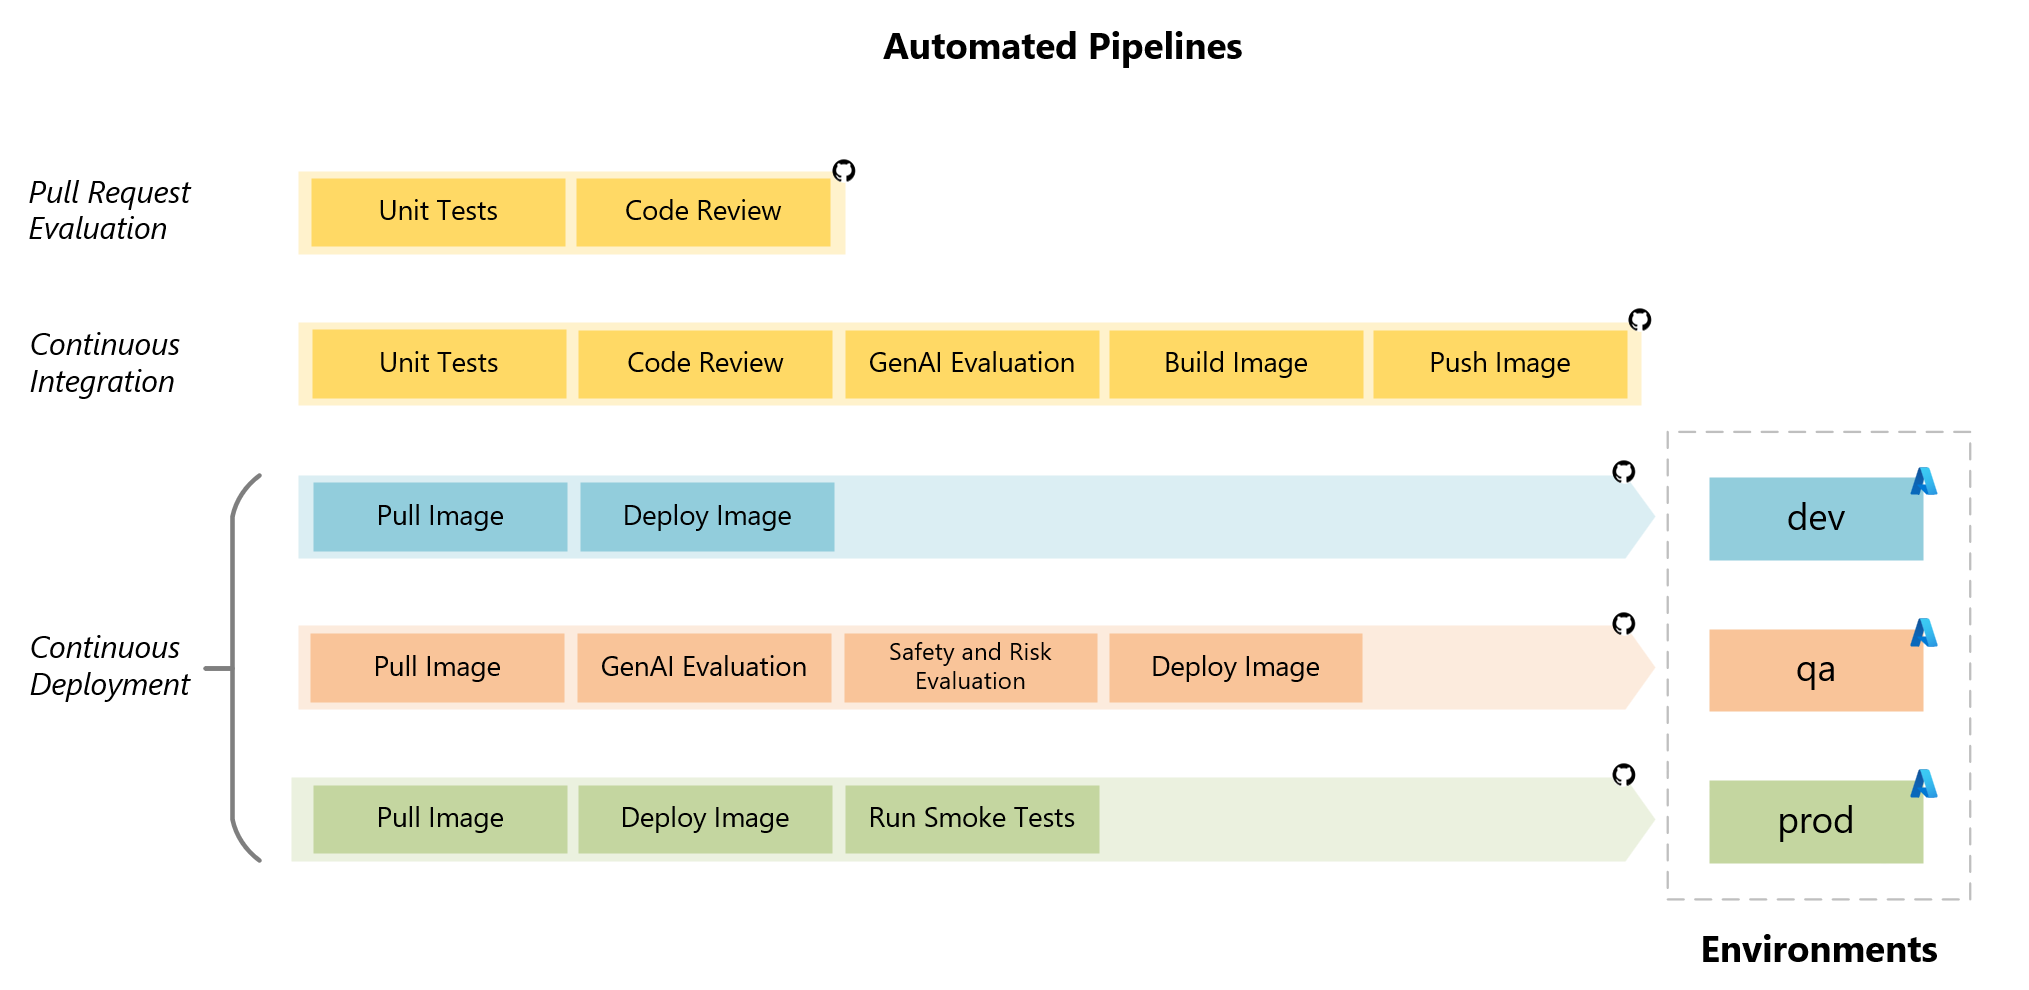 Automated Pipelines
Pull Request
Evaluation
Unit Tests
Code Review
Continuous
Integration
Unit Tests
Code Review
GenAI Evaluation
Build Image
Push Image
Continuous
Deployment
Pull Image
Deploy Image
dev
Pull Image
GenAI Evaluation
Safety and Risk
Evaluation
Deploy Image
qa
Pull Image
Deploy Image
Run Smoke Tests
prod
Environments